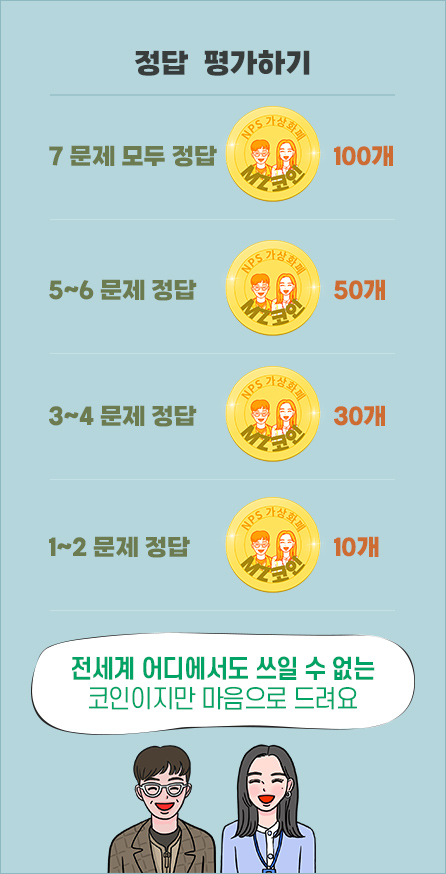 정답 평가하기
7 문제 모두 정답
NPS 가상화폐
MZ코인
100개
5~6 문제 정답
NPS 가상화폐
MZ코인
50개
3~4 문제 정답
NPS 가상화폐
MZ코인
30개
1~2 문제 정답
NPS 가상화폐
MZ코인
10개
전세계 어디에서도 쓰일 수 없는
코인이지만 마음으로 드려요